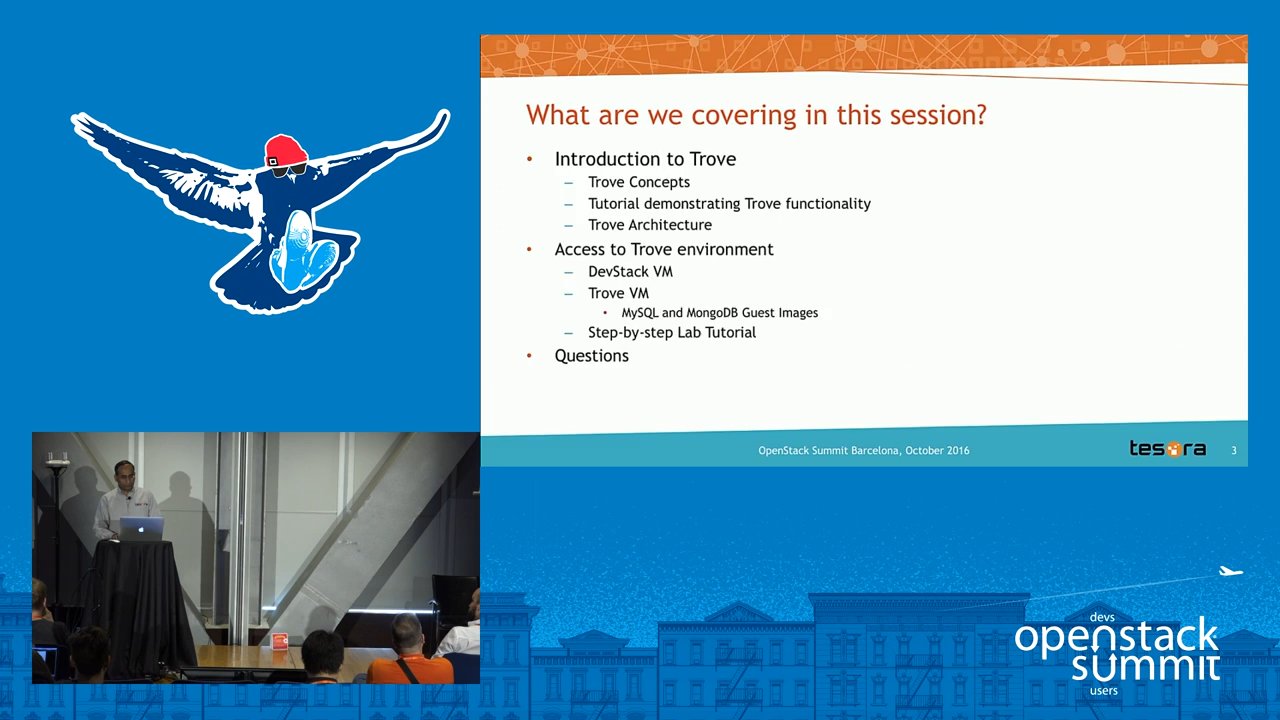 What are we covering in this session?
• Introduction to Trove
– Trove Concepts
– Tutorial demonstrating Trove functionality
– Trove Architecture
• Access to Trove environment
– DevStack VM
– Trove VM
• MySQL and MongoDB Guest Images
– Step-by-step Lab Tutorial
• Questions
OpenStack Summit Barcelona, October 2016
tesora
3
devs
openstack
summit
users